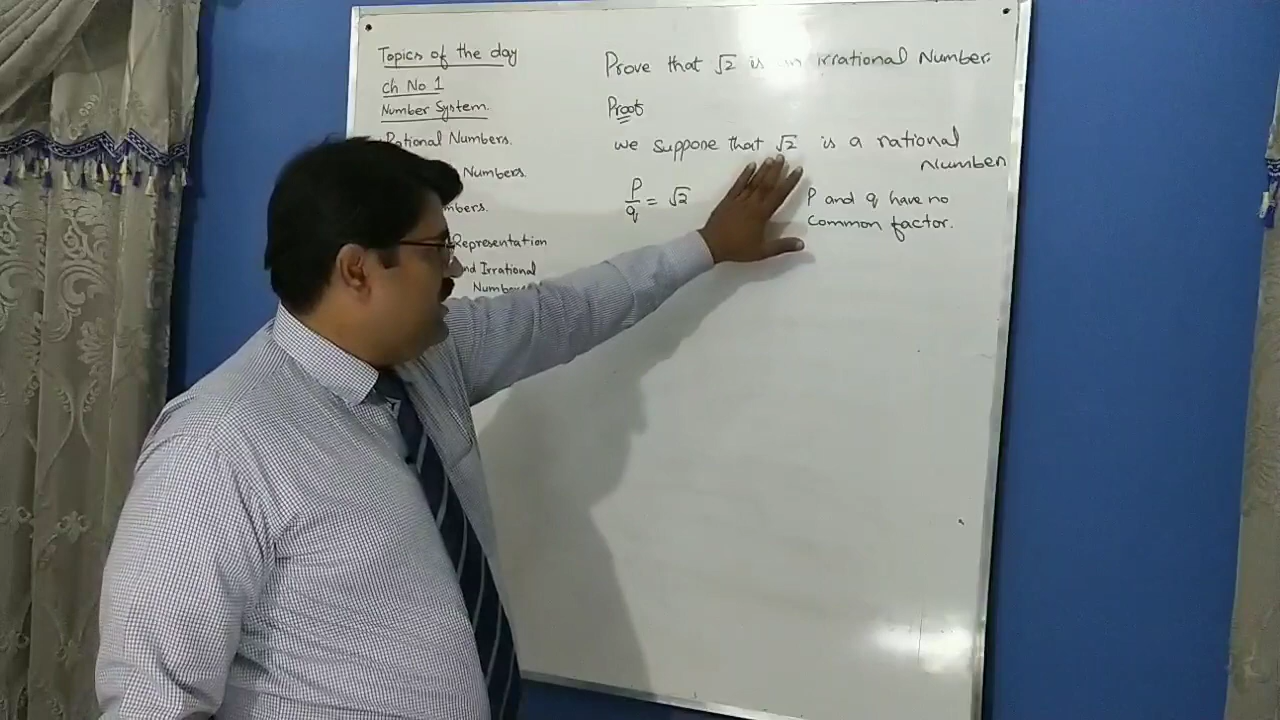 Topics of the day
Ch No 1
Number System.
Rational Numbers.
Numbers.
Representation
Irrational
Prove that √2 is an irrational Number.
Proof
we suppose that √2 is a rational
Number
P/q = √2
P and q have no
Common factor.